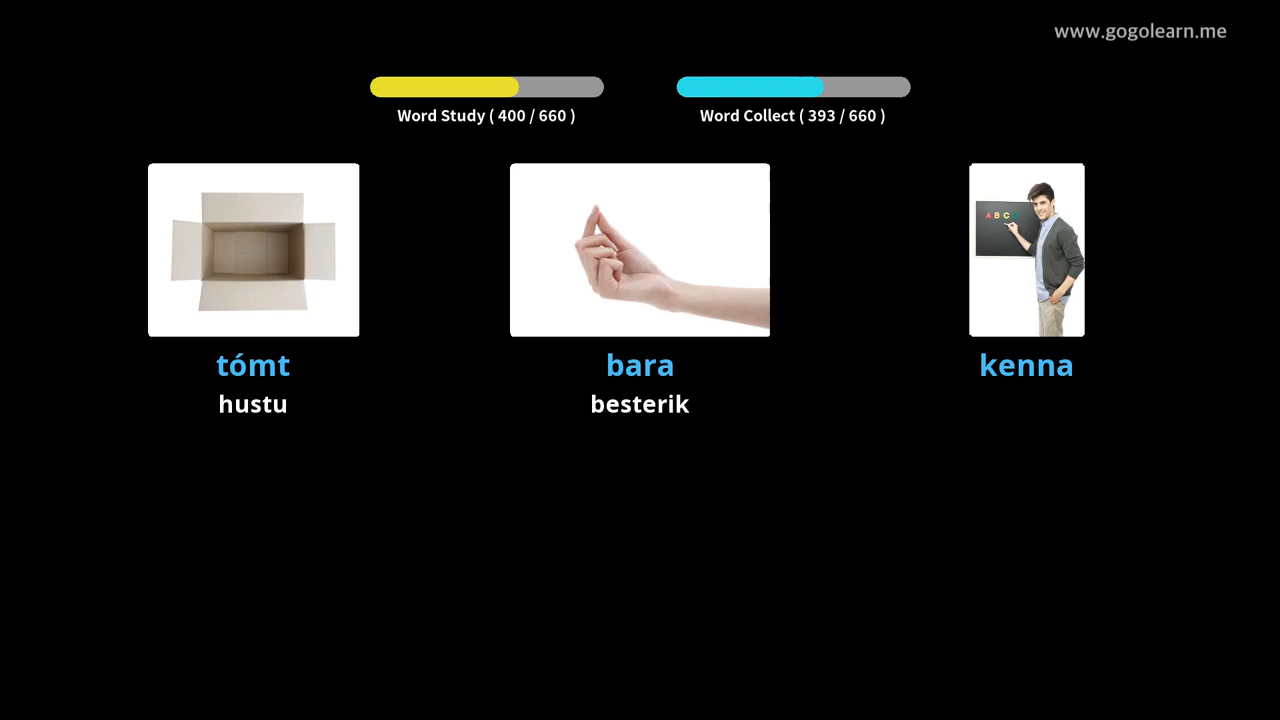 www.gogolearn.me
Word Study ( 400 / 660 )
Word Collect ( 393 / 660 )
A B C D
tómt
bara
kenna
hustu
besterik